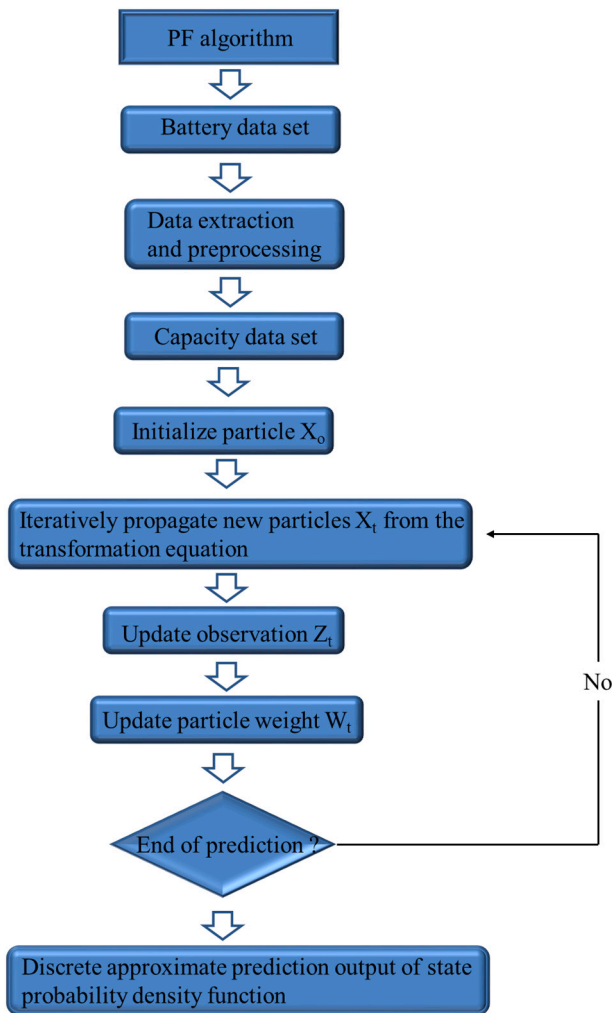 PF algorithm
Battery data set
Data extraction
and preprocessing
Capacity data set
Initialize particle Xo
Iteratively propagate new particles Xt from the
transformation equation
Update observation Zt
Update particle weight Wt
End of prediction ?
No
Discrete approximate prediction output of state
probability density function